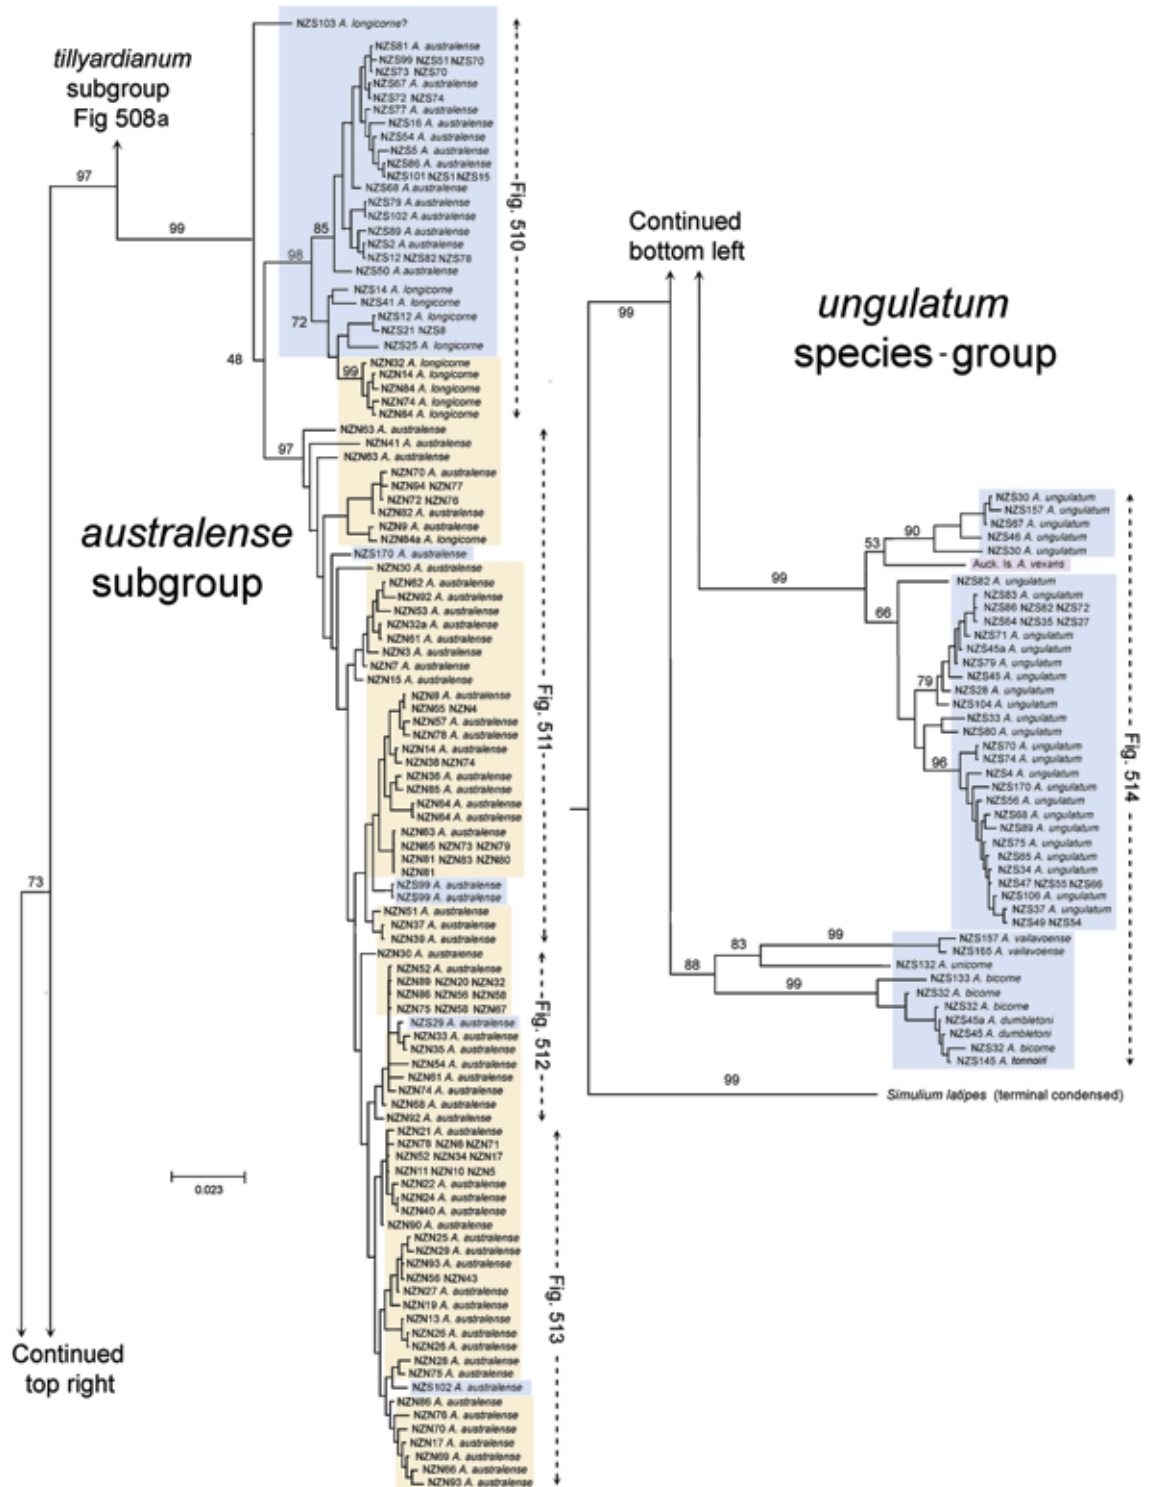 NZS103 A. longicorne?
tillyardianum
subgroup
Fig 508a
97
99
NZS81 A. australense
NZS99 NZS51 NZS70
NZS73 NZS70
NZS67 A. australense
NZS72 NZS74
NZS77 A. australense
NZS16 A. australense
NZS54 A. australense
NZS5 A. australense
NZS86 A. australense
NZS101 NZS1 NZS15
NZS68 A. australense
NZS79 A. australense
NZS102 A. australense
85
NZS89 A. australense
NZS2 A. australense
NZS12 NZS82 NZS78
98
NZS50 A. australense
NZS14 A. longicorne
NZS41 A. longicorne
72
NZS12 A. longicorne
NZS21 NZS8
NZS25 A. longicorne
48
NZN32 A. longicorne
99
NZN14 A. longicorne
NZN84 A. longicorne
NZN74 A. longicorne
NZN84 A. longicorne
Fig. 510
NZN63 A. australense
NZN41 A. australense
97
NZN63 A. australense
NZN70 A. australense
NZN94 NZN77
NZN72 NZN76
NZN82 A. australense
NZN9 A. australense
NZN84a A. longicorne
australense
subgroup
NZS170 A. australense
NZN30 A. australense
NZN62 A. australense
NZN92 A. australense
NZN53 A. australense
NZN32a A. australense
NZN61 A. australense
NZN3 A. australense
NZN7 A. australense
NZN15 A. australense
NZN8 A. australense
NZN65 NZN4
NZN57 A. australense
NZN78 A. australense
NZN14 A. australense
NZN38 NZN74
NZN36 A. australense
NZN85 A. australense
NZN64 A. australense
NZN64 A. australense
NZN63 A. australense
NZN65 NZN73 NZN79
NZN81 NZN83 NZN80
NZN81
NZS99 A. australense
NZS99 A. australense
NZN51 A. australense
NZN37 A. australense
NZN39 A. australense
Fig. 511
73
NZN30 A. australense
NZN52 A. australense
NZN89 NZN20 NZN32
NZN86 NZN56 NZN58
NZN75 NZN58 NZN67
NZS29 A. australense
NZN33 A. australense
NZN35 A. australense
NZN54 A. australense
NZN61 A. australense
NZN74 A. australense
NZN68 A. australense
NZN92 A. australense
Fig. 512
NZN21 A. australense
NZN78 NZN6 NZN71
NZN52 NZN34 NZN17
NZN11 NZN10 NZN5
NZN22 A. australense
NZN24 A. australense
NZN40 A. australense
NZN90 A. australense
NZN25 A. australense
NZN29 A. australense
NZN93 A. australense
NZN56 NZN43
NZN27 A. australense
NZN19 A. australense
NZN13 A. australense
NZN26 A. australense
NZN26 A. australense
NZN28 A. australense
NZN75 A. australense
NZS102 A. australense
NZN86 A. australense
NZN76 A. australense
NZN70 A. australense
NZN17 A. australense
NZN69 A. australense
NZN66 A. australense
NZN93 A. australense
Fig. 513
0.023
Continued
top right
Continued
bottom left
99
ungulatum
species-group
NZS30 A. ungulatum
NZS157 A. ungulatum
NZS67 A. ungulatum
90
NZS46 A. ungulatum
53
NZS30 A. ungulatum
Auck. Is. A. vexans
99
NZS82 A. ungulatum
66
NZS83 A. ungulatum
NZS86 NZS82 NZS72
NZS64 NZS35 NZS27
NZS71 A. ungulatum
NZS45a A. ungulatum
NZS79 A. ungulatum
NZS45 A. ungulatum
79
NZS28 A. ungulatum
NZS104 A. ungulatum
NZS33 A. ungulatum
NZS80 A. ungulatum
NZS70 A. ungulatum
NZS74 A. ungulatum
96
NZS4 A. ungulatum
NZS170 A. ungulatum
NZS56 A. ungulatum
NZS68 A. ungulatum
NZS89 A. ungulatum
NZS75 A. ungulatum
NZS65 A. ungulatum
NZS34 A. ungulatum
NZS47 NZS55 NZS66
NZS106 A. ungulatum
NZS37 A. ungulatum
NZS49 NZS54
Fig. 514
99
NZS157 A. vailavoense
83
NZS165 A. vailavoense
88
NZS132 A. unicorne
NZS133 A. bicorne
99
NZS32 A. bicorne
NZS32 A. bicorne
NZS45a A. dumbletoni
NZS45 A. dumbletoni
NZS32 A. bicorne
NZS145 A. tonnoiri
99
Simulium latipes (terminal condensed)